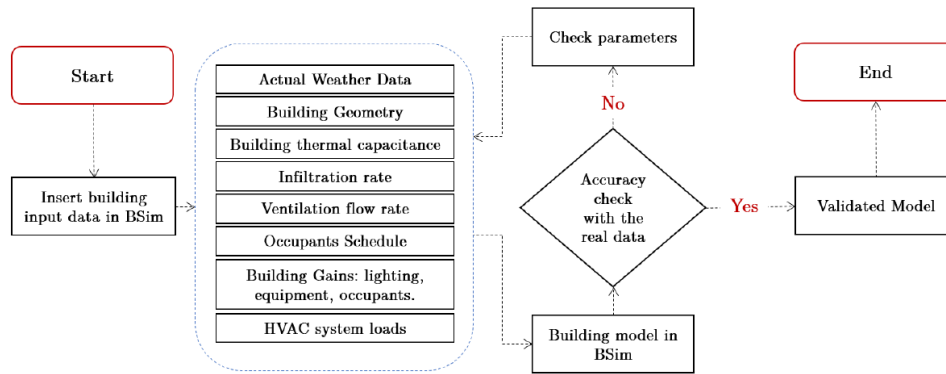 Start
Insert building
input data in BSim
Actual Weather Data
Building Geometry
Building thermal capacitance
Infiltration rate
Ventilation flow rate
Occupants Schedule
Building Gains: lighting,
equipment, occupants.
HVAC system loads
Check parameters
No
Accuracy
check
with the
real data
Building model in
BSim
Yes
End
Validated Model